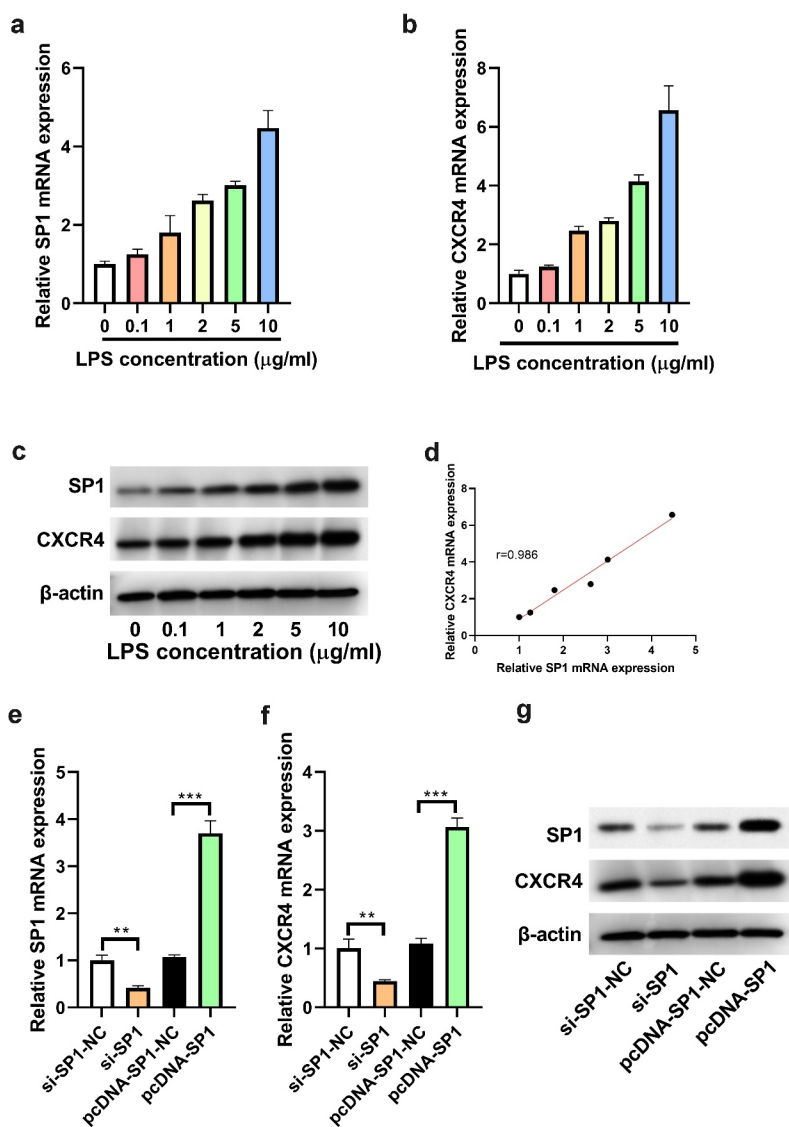 a
Relative SP1 mRNA expression
6
4
2
0
0 0.1 1 2 5 10
LPS concentration (μg/ml)
b
Relative CXCR4 mRNA expression
8
6
4
2
0
0 0.1 1 2 5 10
LPS concentration (μg/ml)
c
SP1
CXCR4
β-actin
0 0.1 1 2 5 10
LPS concentration (μg/ml)
d
Relative CXCR4 mRNA expression
8
6
4
2
0
r=0.986
0 1 2 3 4 5
Relative SP1 mRNA expression
e
Relative SP1 mRNA expression
5
4
3
2
1
0
**
***
si-SP1-NC
si-SP1
pcDNA-SP1-NC
pcDNA-SP1
f
Relative CXCR4 mRNA expression
4
3
2
1
0
**
***
si-SP1-NC
si-SP1
pcDNA-SP1-NC
pcDNA-SP1
g
SP1
CXCR4
β-actin
si-SP1-NC
si-SP1
pcDNA-SP1-NC
pcDNA-SP1